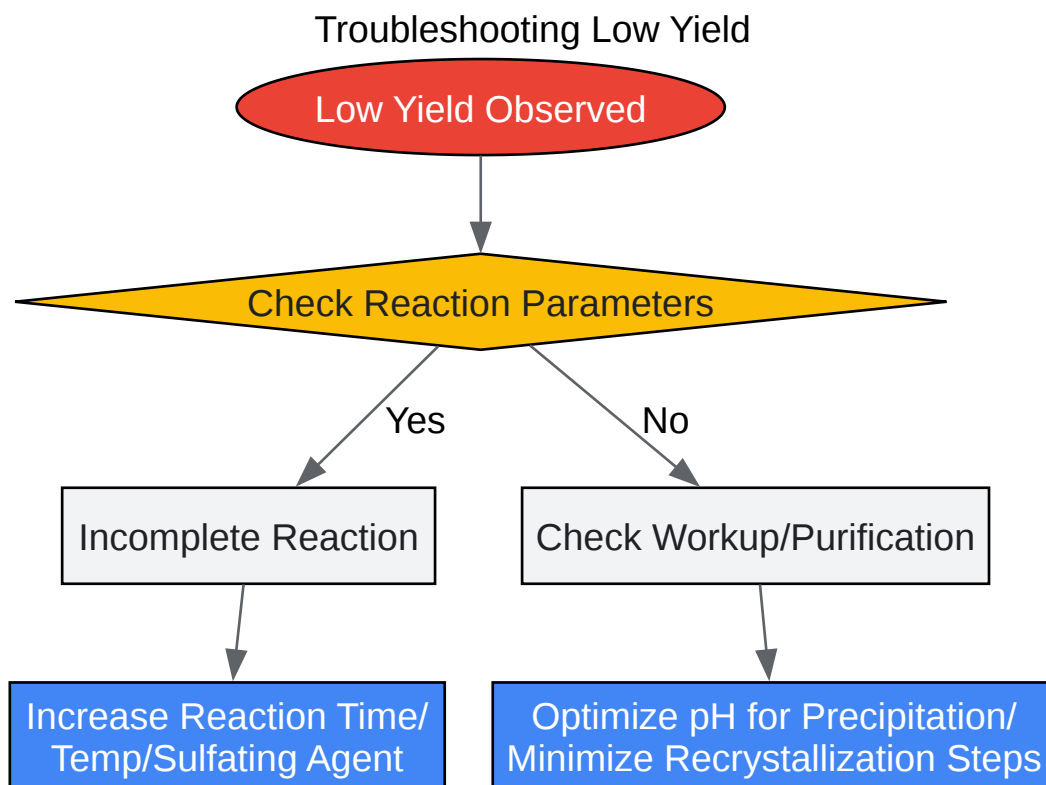 Troubleshooting Low Yield
Low Yield Observed
Check Reaction Parameters
Yes
No
Incomplete Reaction
Check Workup/Purification
Increase Reaction Time/
Temp/Sulfating Agent
Optimize pH for Precipitation/
Minimize Recrystallization Steps